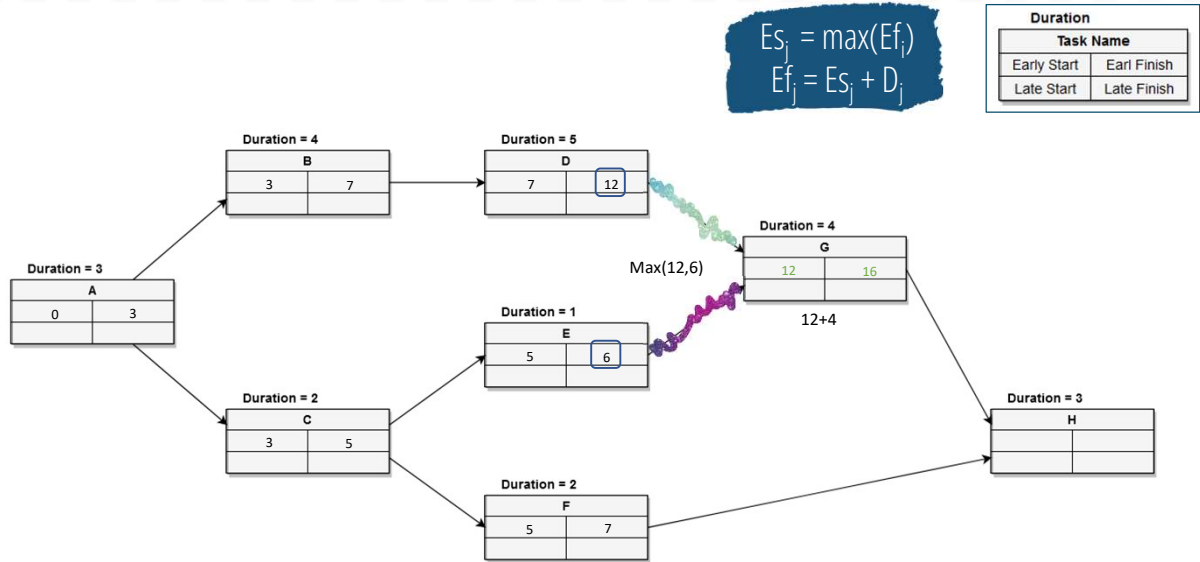 Es_j = max(Ef_i)
Ef_j = Es_j + D_j
Duration
Task Name
Early Start Earl Finish
Late Start Late Finish
Duration = 4
B
3 7
Duration = 5
D
7 12
Duration = 4
G
12 16
Max(12,6)
12+4
Duration = 3
A
0 3
Duration = 1
E
5 6
Duration = 2
C
3 5
Duration = 3
H
Duration = 2
F
5 7